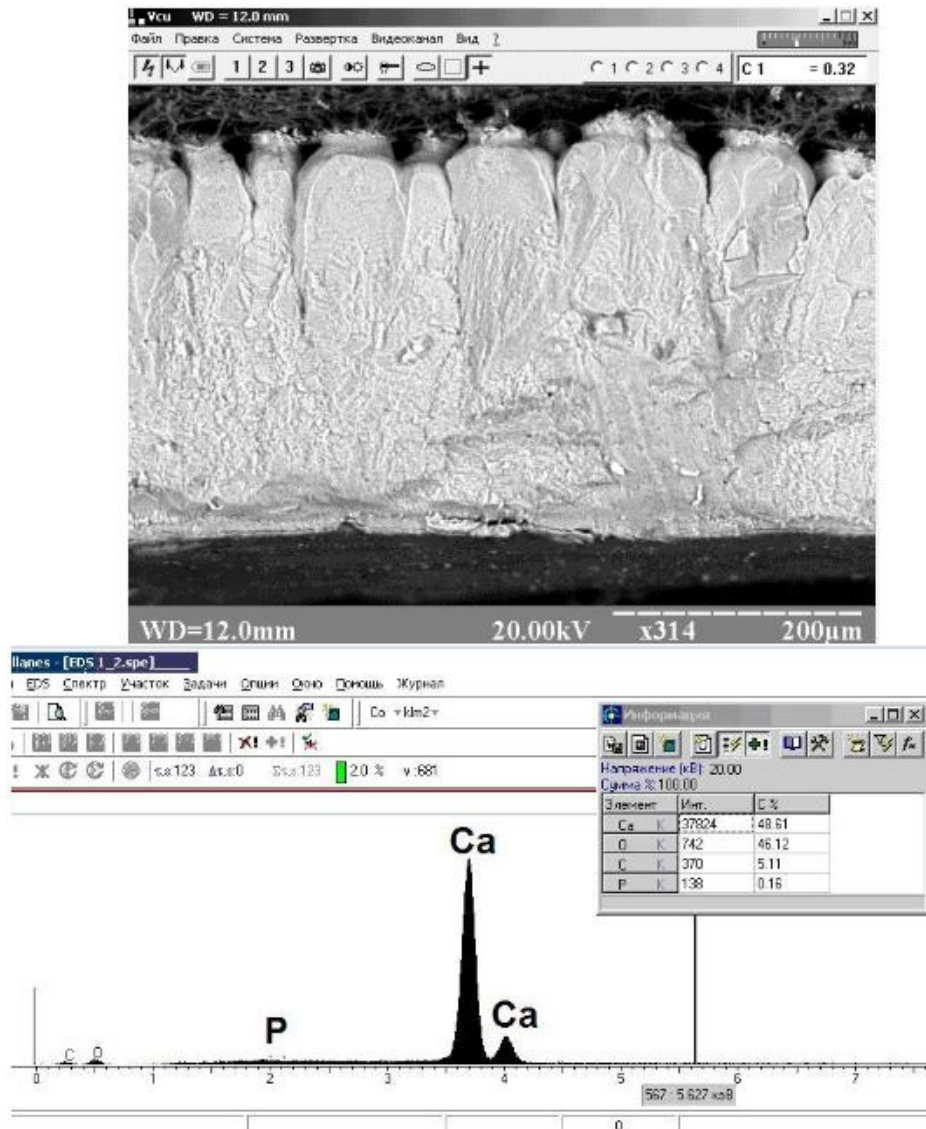 Vcu WD = 12.0 mm
Файл Правка Система Развертка Видеоканал Вид ?
1 2 3 1 2 3 4 C 1 = 0.32
WD=12.0mm 20.00kV x314 200µm
llanes - [EDS 1_2.spe]
EDS Спектр Участок Задачи Опции Окно Помощь Журнал
Ca klm2
2.0 % v :681
Информация
Напряжение (кВ): 20.00
Сумма %:100.00
Элемент Инт. C %
Ca K 37824 48.61
O K 742 46.12
C K 370 5.11
P K 138 0.16
Ca
Ca
P
C O
0 1 2 3 4 5 6 7
567 : 5.627 кэВ
0